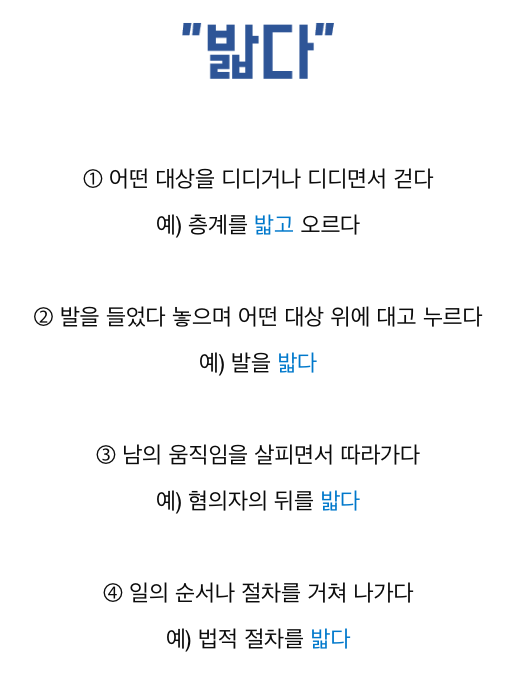 "밟다"
① 어떤 대상을 디디거나 디디면서 걷다
예) 층계를 밟고 오르다
② 발을 들었다 놓으며 어떤 대상 위에 대고 누르다
예) 발을 밟다
③ 남의 움직임을 살피면서 따라가다
예) 혐의자의 뒤를 밟다
④ 일의 순서나 절차를 거쳐 나가다
예) 법적 절차를 밟다